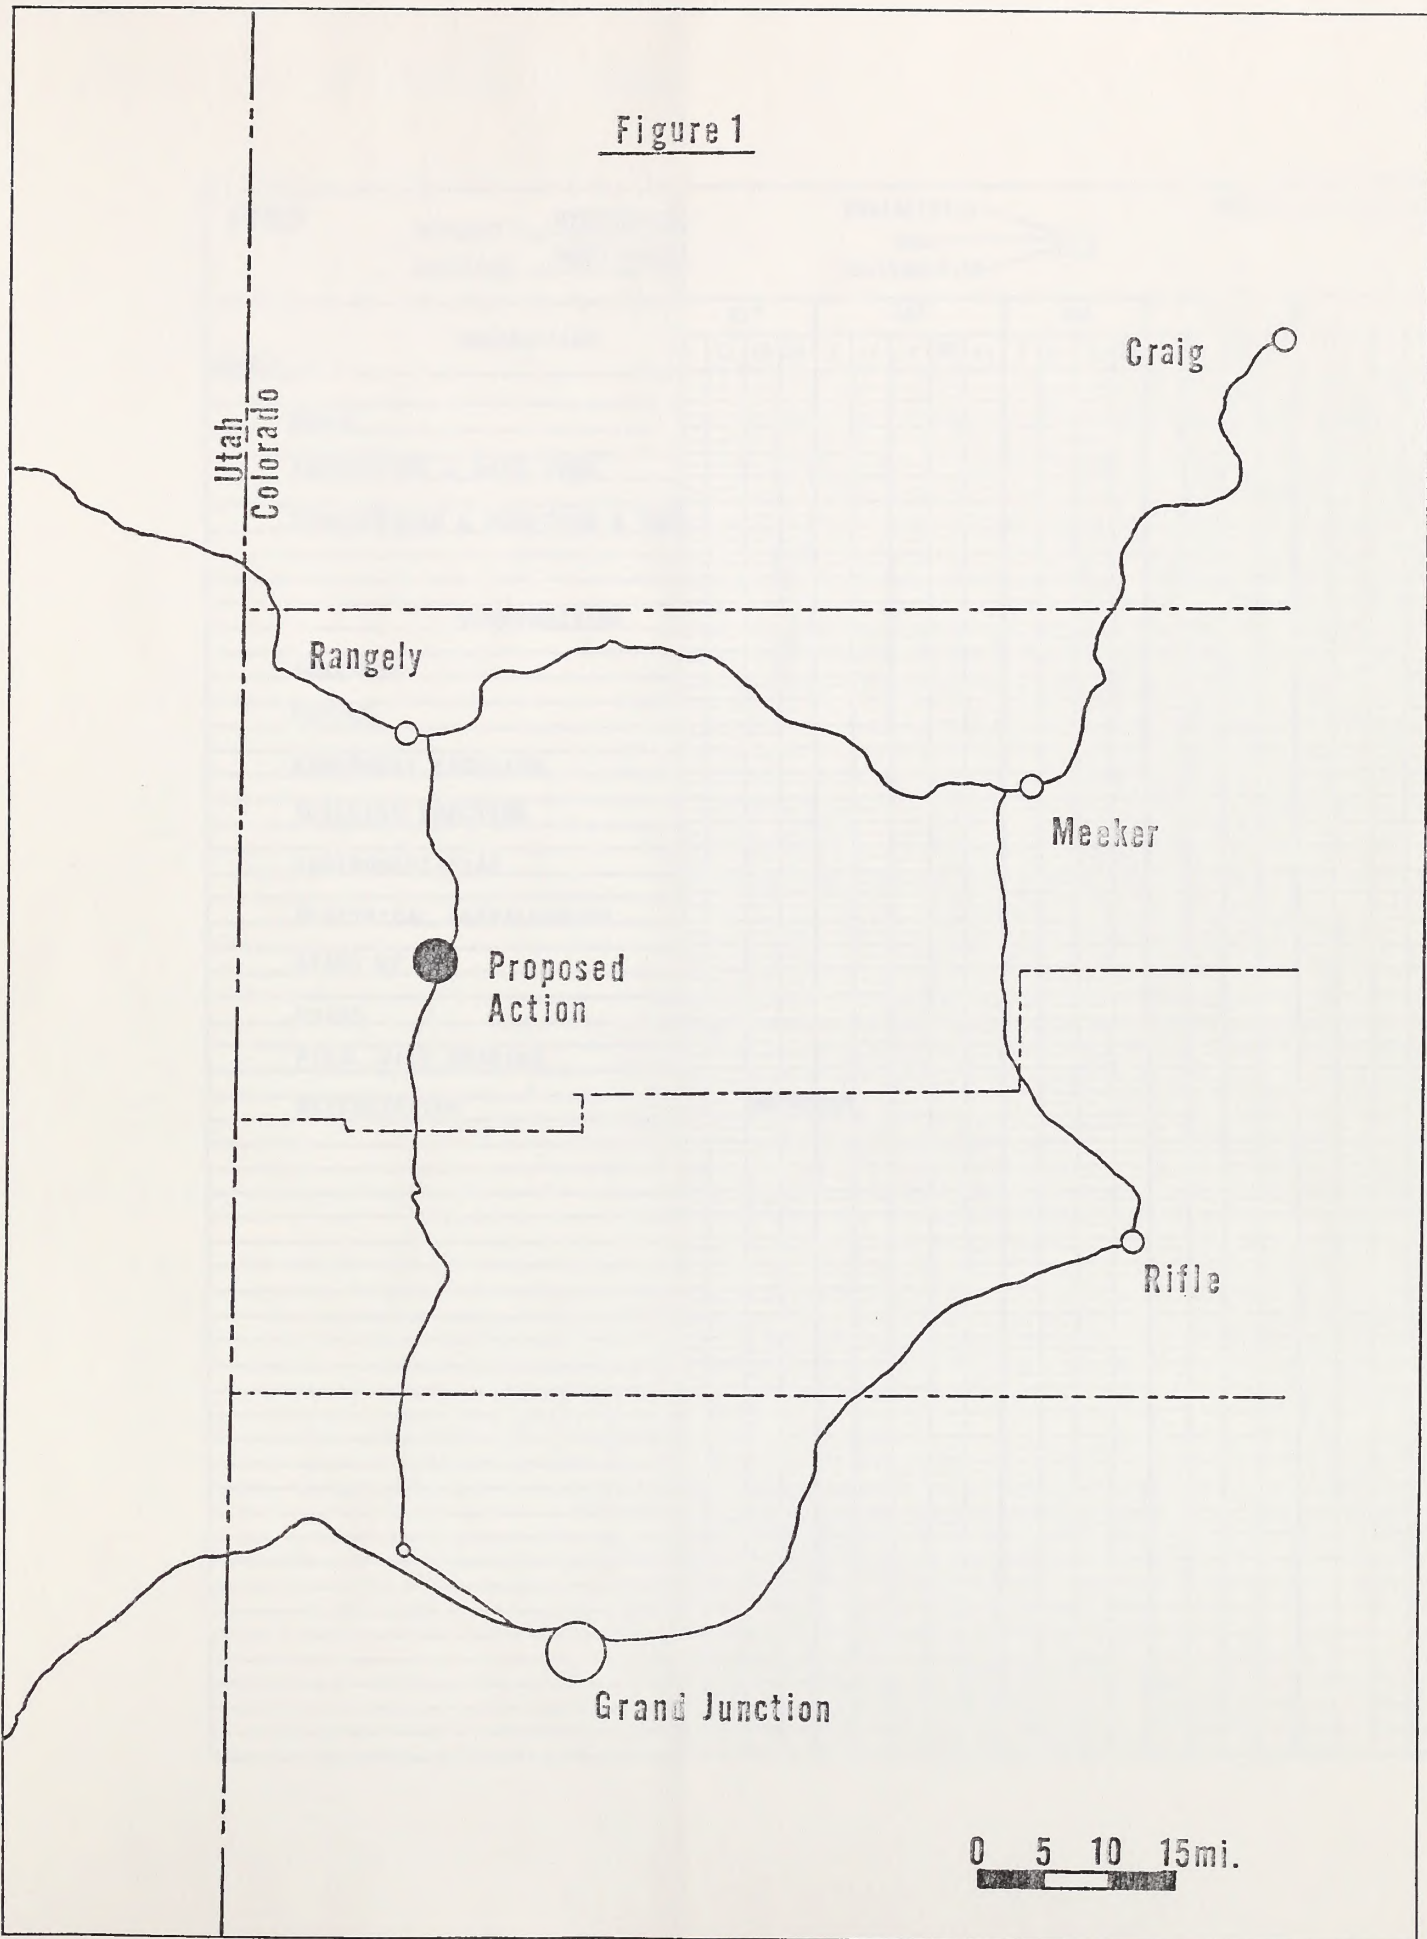 Figure 1
Craig
Utah
Colorado
Rangely
Meeker
Proposed
Action
Rifle
Grand Junction
0 5 10 15mi.